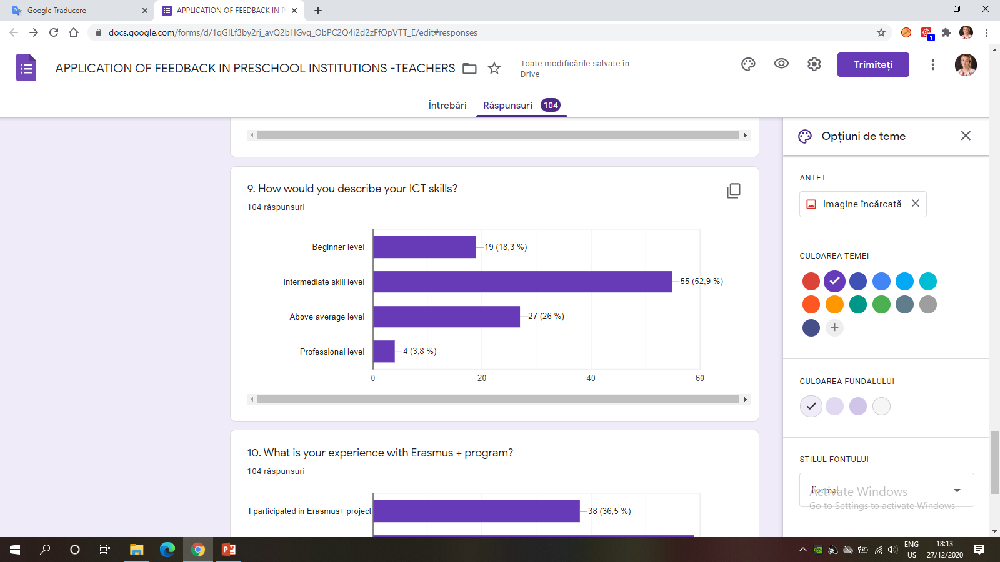 Google Traducere
APPLICATION OF FEEDBACK IN P
docs.google.com/forms/d/1qGILf3by2rj_avQ2bHGvq_ObPC2Q4i2d2zFfOpVTT_E/edit#responses
1
APPLICATION OF FEEDBACK IN PRESCHOOL INSTITUTIONS -TEACHERS
Toate modificările salvate în
Drive
Trimiteți
Întrebări
Răspunsuri 104
9. How would you describe your ICT skills?
104 răspunsuri
Beginner level
19 (18,3 %)
Intermediate skill level
55 (52,9 %)
Above average level
27 (26 %)
Professional level
4 (3,8 %)
0 20 40 60
10. What is your experience with Erasmus + program?
104 răspunsuri
I participated in Erasmus+ project
38 (36,5 %)
Opțiuni de teme
ANTET
Imagine încărcată
CULOAREA TEMEI
CULOAREA FUNDALULUI
STILUL FONTULUI
Formal
Activate Windows
Go to Settings to activate Windows.
ENG
US
18:13
27/12/2020